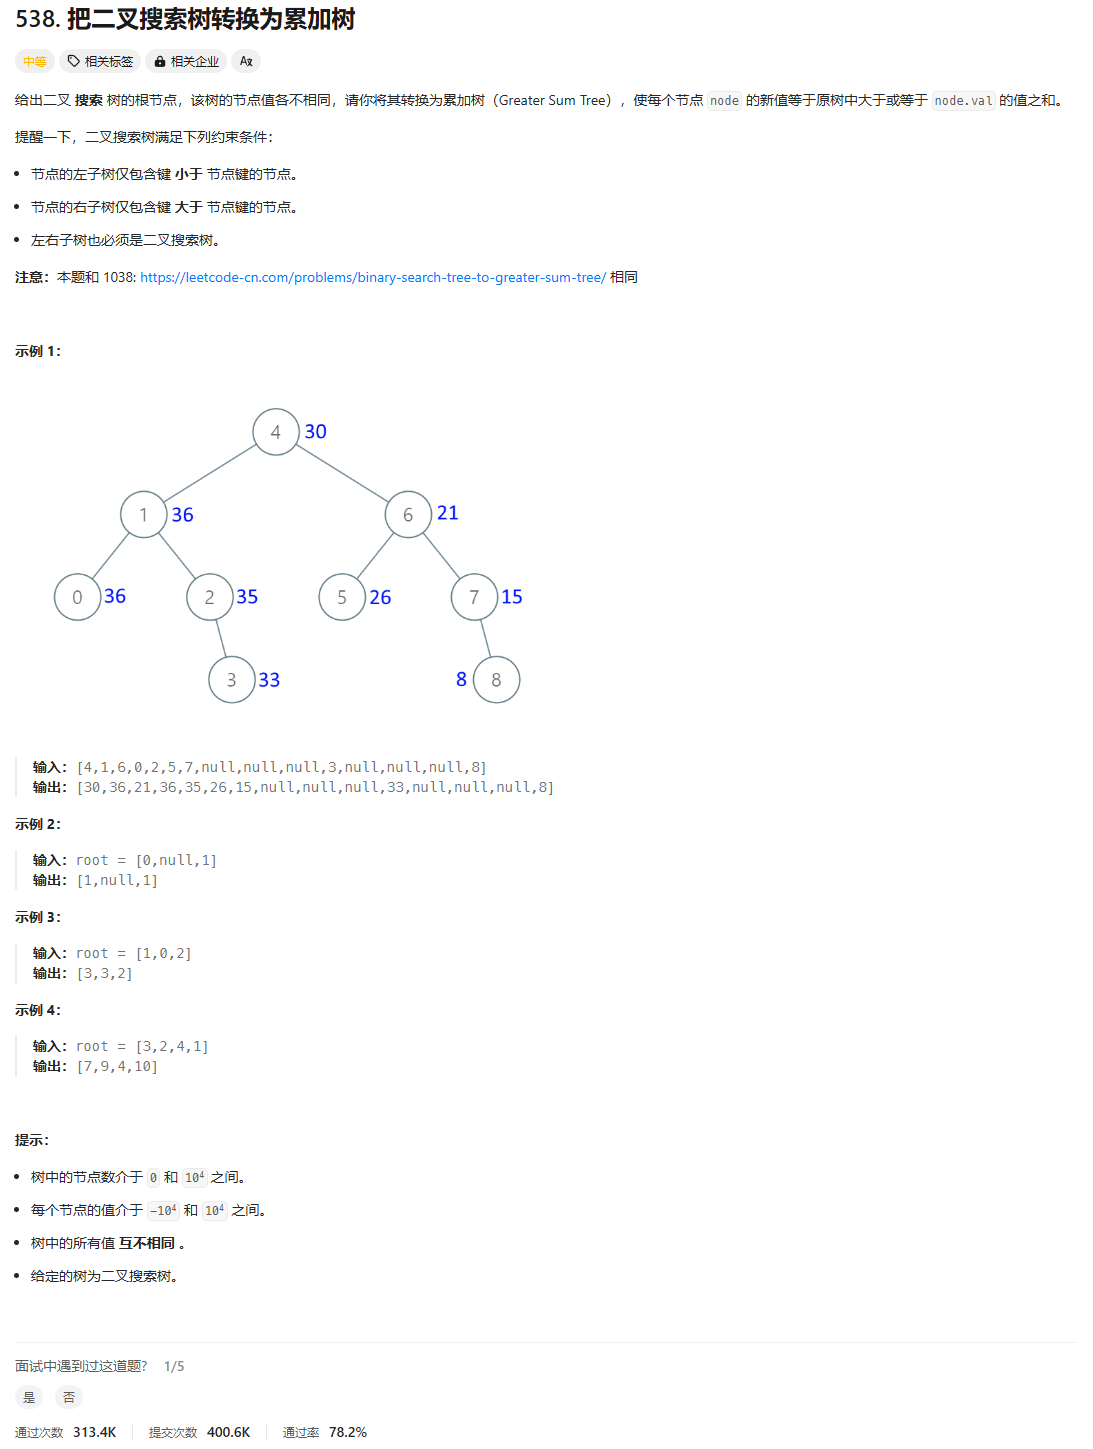 538. 把二叉搜索树转换为累加树
中等 相关标签 相关企业 Ax
给出二叉 搜索 树的根节点，该树的节点值各不相同，请你将其转换为累加树（Greater Sum Tree），使每个节点 node 的新值等于原树中大于或等于 node.val 的值之和。
提醒一下，二叉搜索树满足下列约束条件：
节点的左子树仅包含键 小于 节点键的节点。
节点的右子树仅包含键 大于 节点键的节点。
左右子树也必须是二叉搜索树。
注意：本题和 1038: https://leetcode-cn.com/problems/binary-search-tree-to-greater-sum-tree/ 相同
示例 1：
4 30
1 36 6 21
0 36 2 35 5 26 7 15
3 33 8 8
输入：[4,1,6,0,2,5,7,null,null,null,3,null,null,null,8]
输出：[30,36,21,36,35,26,15,null,null,null,33,null,null,null,8]
示例 2：
输入：root = [0,null,1]
输出：[1,null,1]
示例 3：
输入：root = [1,0,2]
输出：[3,3,2]
示例 4：
输入：root = [3,2,4,1]
输出：[7,9,4,10]
提示：
树中的节点数介于 0 和 10⁴ 之间。
每个节点的值介于 -10⁴ 和 10⁴ 之间。
树中的所有值 互不相同 。
给定的树为二叉搜索树。
面试中遇到过这道题? 1/5
是 否
通过次数 313.4K 提交次数 400.6K 通过率 78.2%